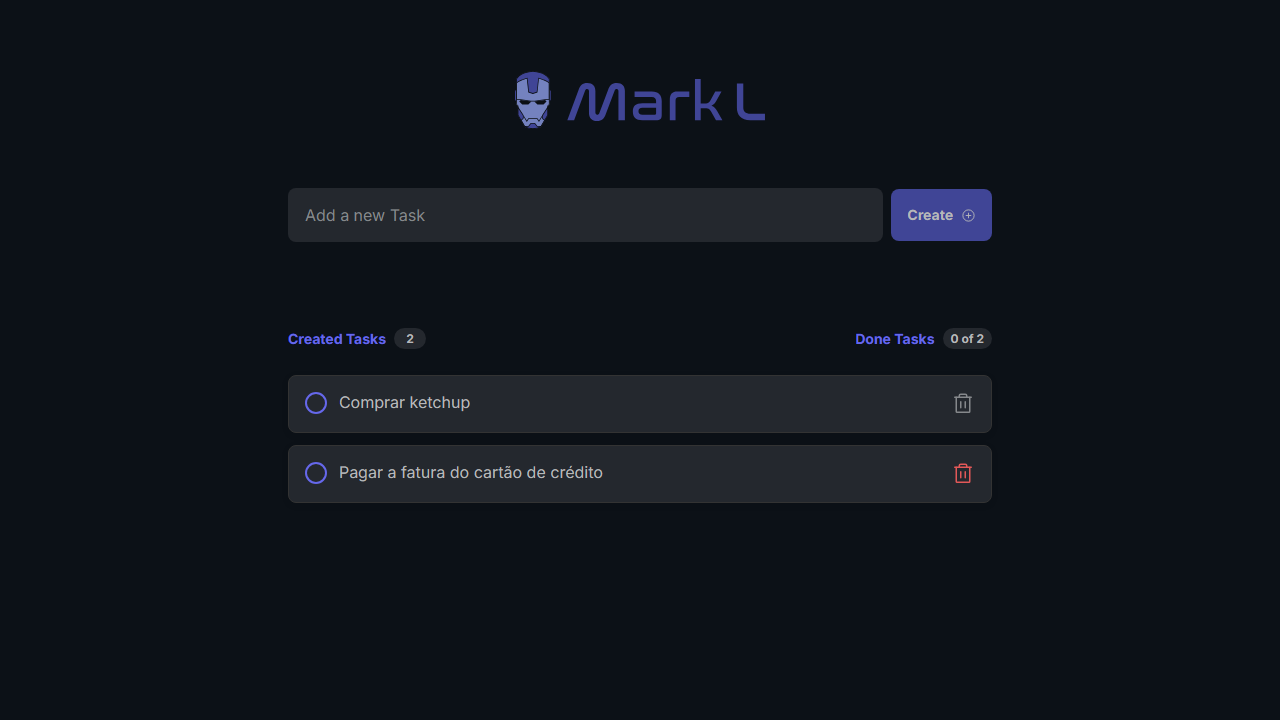 Mark L
Add a new Task
Create
Created Tasks 2
Done Tasks 0 of 2
Comprar ketchup
Pagar a fatura do cartão de crédito